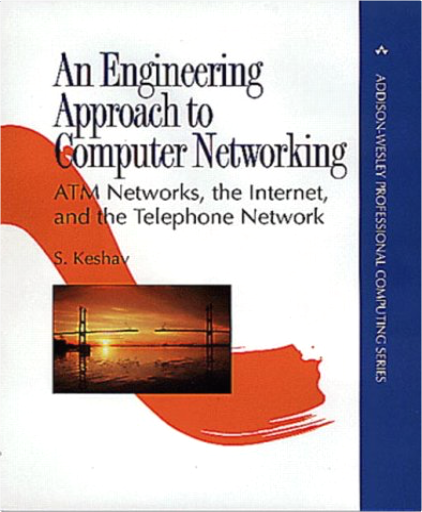 An Engineering
Approach to
Computer Networking
ATM Networks, the Internet,
and the Telephone Network
S. Keshav
ADDISON-WESLEY PROFESSIONAL COMPUTING SERIES